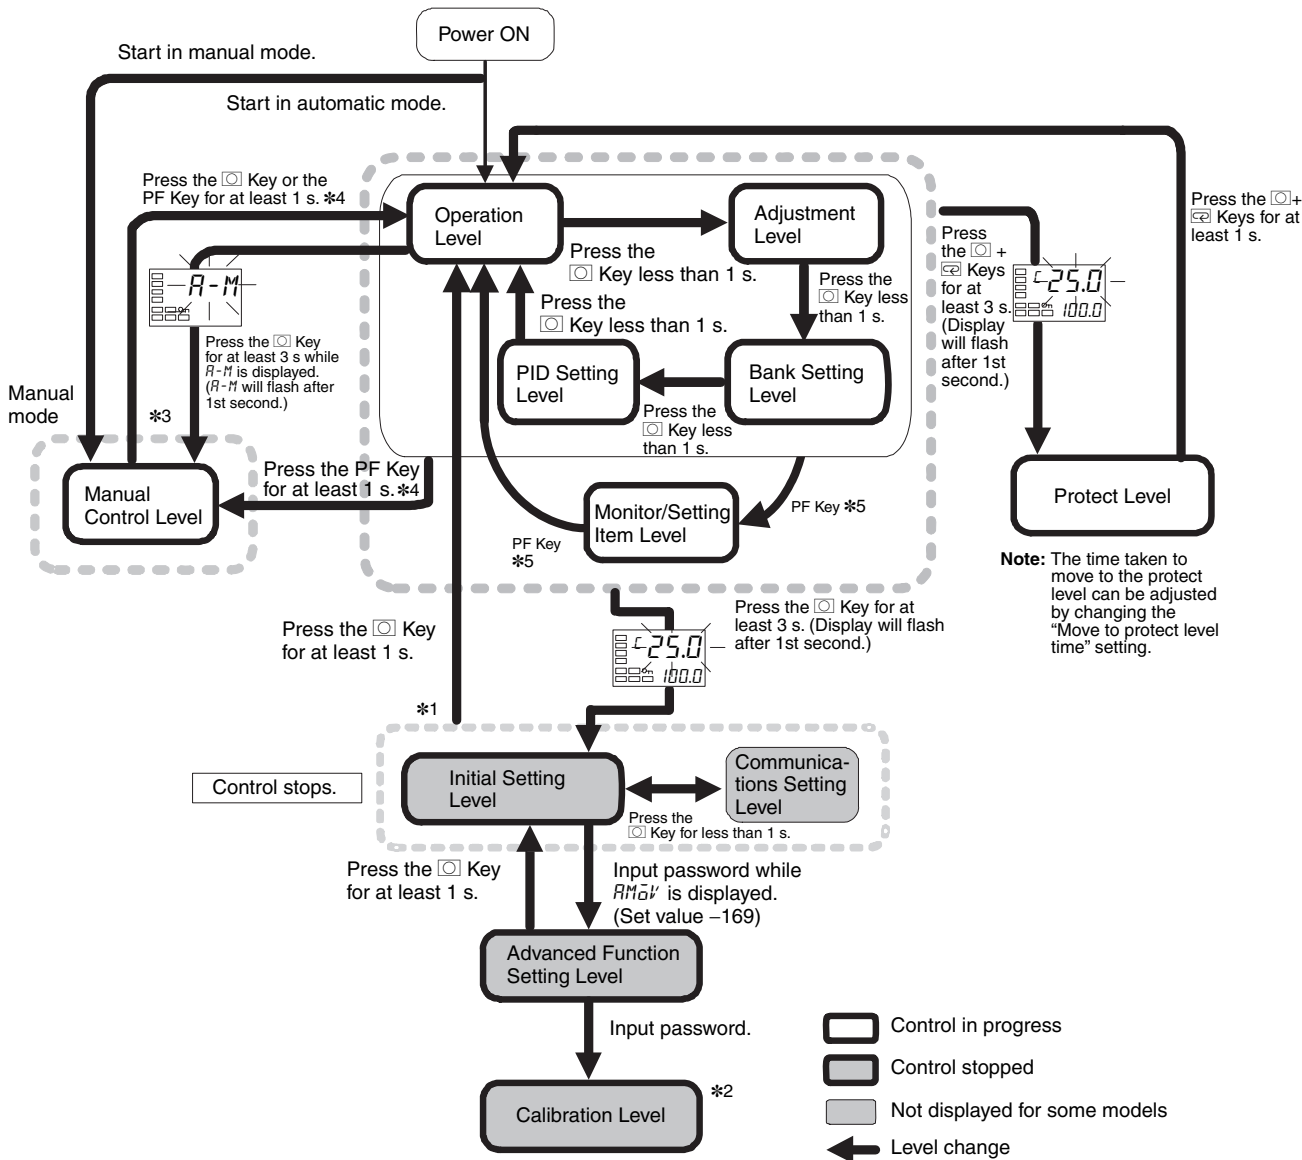 Power ON
Start in manual mode.
Start in automatic mode.
Press the Key or the
PF Key for at least 1 s. ✱4
Operation
Level
Adjustment
Level
Press the
Key less than 1 s.
Press the
Key less
than 1 s.
Press the
Key less than 1 s.
PID Setting
Level
Bank Setting
Level
Press the
Key less
than 1 s.
A-M
Press the Key
for at least 3 s while
A-M is displayed.
(A-M will flash after
1st second.)
Manual
mode
✱3
Manual
Control Level
Press the PF Key
for at least 1 s.✱4
Monitor/Setting
Item Level
PF Key ✱5
PF Key
✱5
Press
the +
Keys
for at
least 3 s.
(Display
will flash
after 1st
second.)
C 25.0
100.0
Press the +
Keys for at
least 1 s.
Protect Level
Note: The time taken to
move to the protect
level can be adjusted
by changing the
“Move to protect level
time” setting.
Press the Key for at
least 3 s. (Display will flash
after 1st second.)
C 25.0
100.0
Press the Key
for at least 1 s.
✱1
Control stops.
Initial Setting
Level
Communica-
tions Setting
Level
Press the
Key for less than 1 s.
Press the Key
for at least 1 s.
Input password while
AMoV is displayed.
(Set value –169)
Advanced Function
Setting Level
Input password.
Calibration Level
✱2
Control in progress
Control stopped
Not displayed for some models
Level change